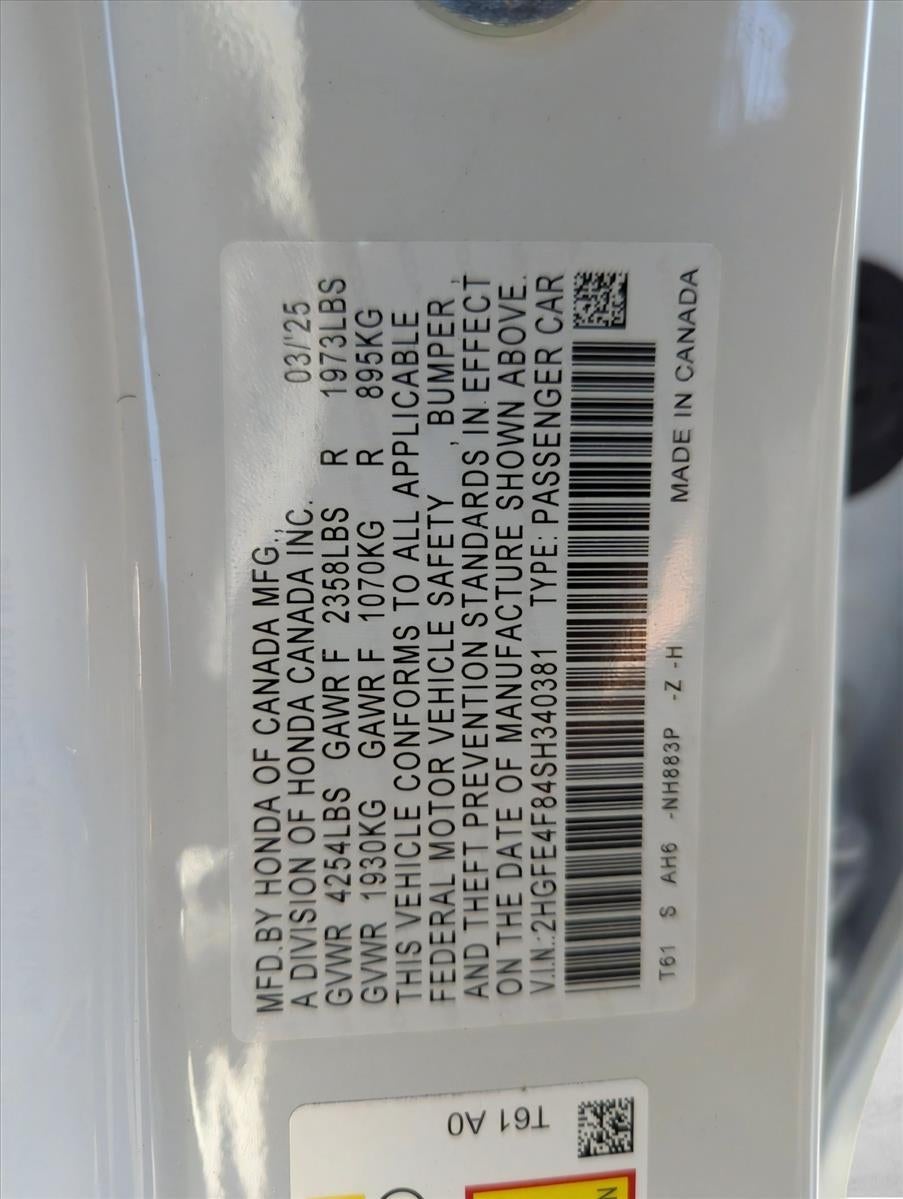 MFD.BY HONDA OF CANADA MFG.,
A DIVISION OF HONDA CANADA INC. 03/'25
GVWR 4254LBS GAWR F 2358LBS R 1973LBS
GVWR 1930KG GAWR F 1070KG R 895KG
THIS VEHICLE CONFORMS TO ALL APPLICABLE
FEDERAL MOTOR VEHICLE SAFETY , BUMPER ,
AND THEFT PREVENTION STANDARDS IN EFFECT
ON THE DATE OF MANUFACTURE SHOWN ABOVE.
V.I.N.:2HGFE4F84SH340381 TYPE: PASSENGER CAR
T61 S AH6 -NH883P -Z -H MADE IN CANADA
T61 A0